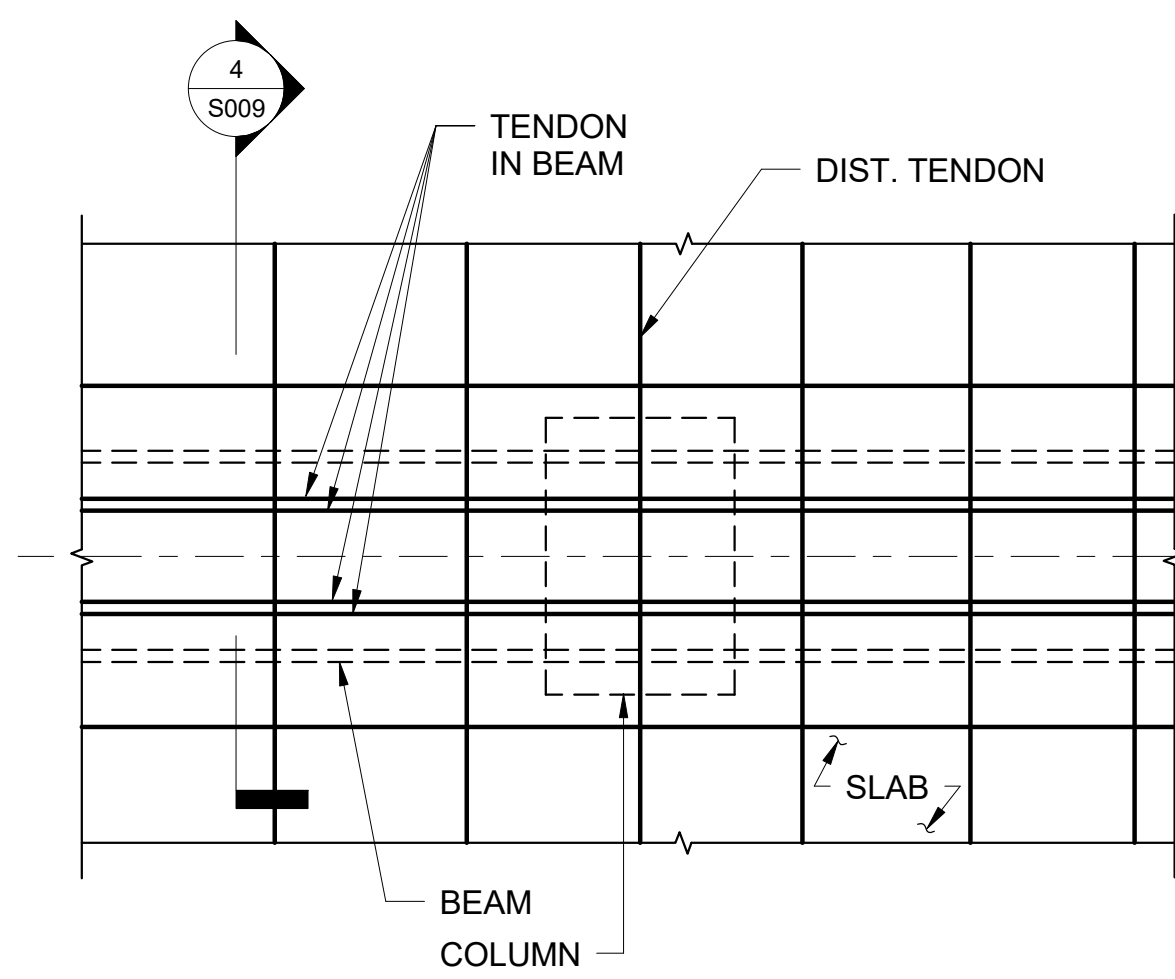 4
S009
TENDON
IN BEAM
DIST. TENDON
SLAB
BEAM
COLUMN